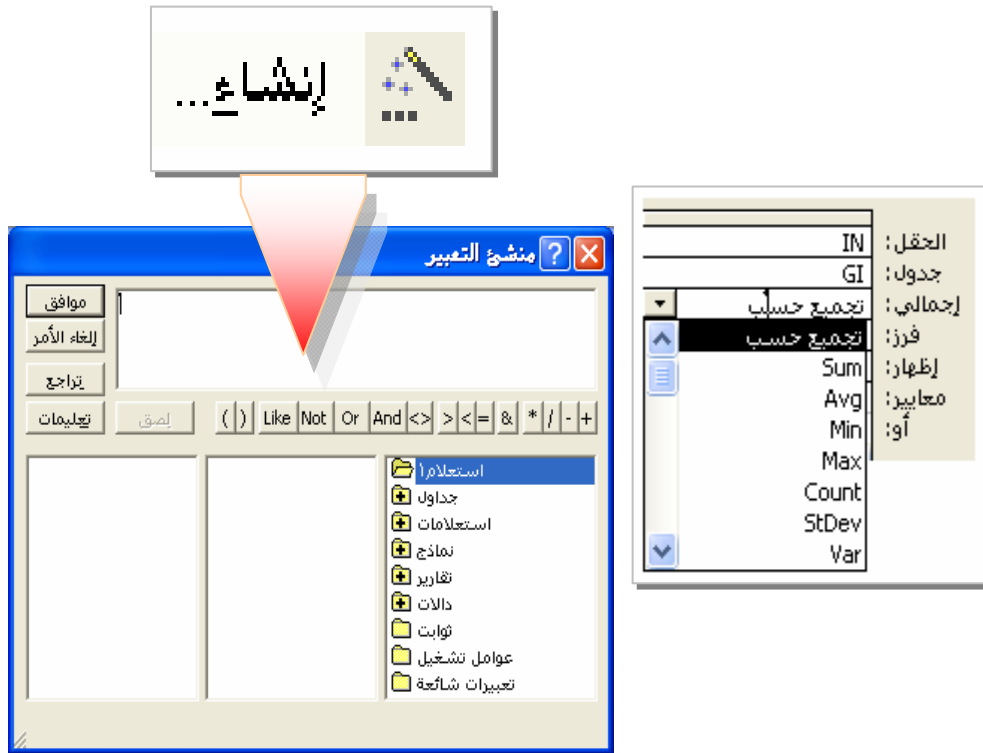 إنشاء...
منشئ التعبير
موافق
إلغاء الأمر
تراجع
تعليمات
لصق
( ) Like Not Or And <> > < = & * / - +
استعلام١
جداول
استعلامات
نماذج
تقارير
دالات
ثوابت
عوامل تشغيل
تعبيرات شائعة
الحقل: IN
جدول: GI
إجمالي: تجميع حسب
فرز:
إظهار:
معايير:
أو:
تجميع حسب
Sum
Avg
Min
Max
Count
StDev
Var